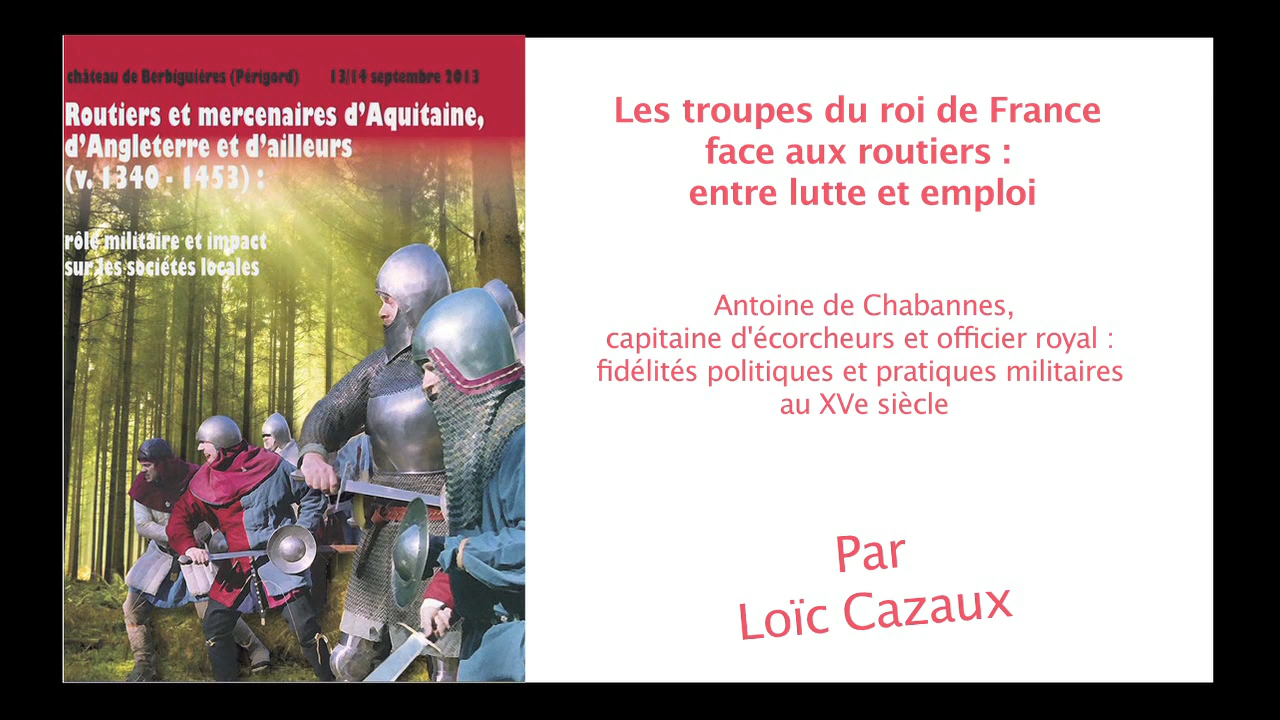 château de Berbiguières (Périgord) 13/14 septembre 2013
Routiers et mercenaires d'Aquitaine,
d'Angleterre et d'ailleurs
(v. 1340 - 1453) :
rôle militaire et impact
sur les sociétés locales
Les troupes du roi de France
face aux routiers :
entre lutte et emploi
Antoine de Chabannes,
capitaine d'écorcheurs et officier royal :
fidélités politiques et pratiques militaires
au XVe siècle
Par
Loïc Cazaux